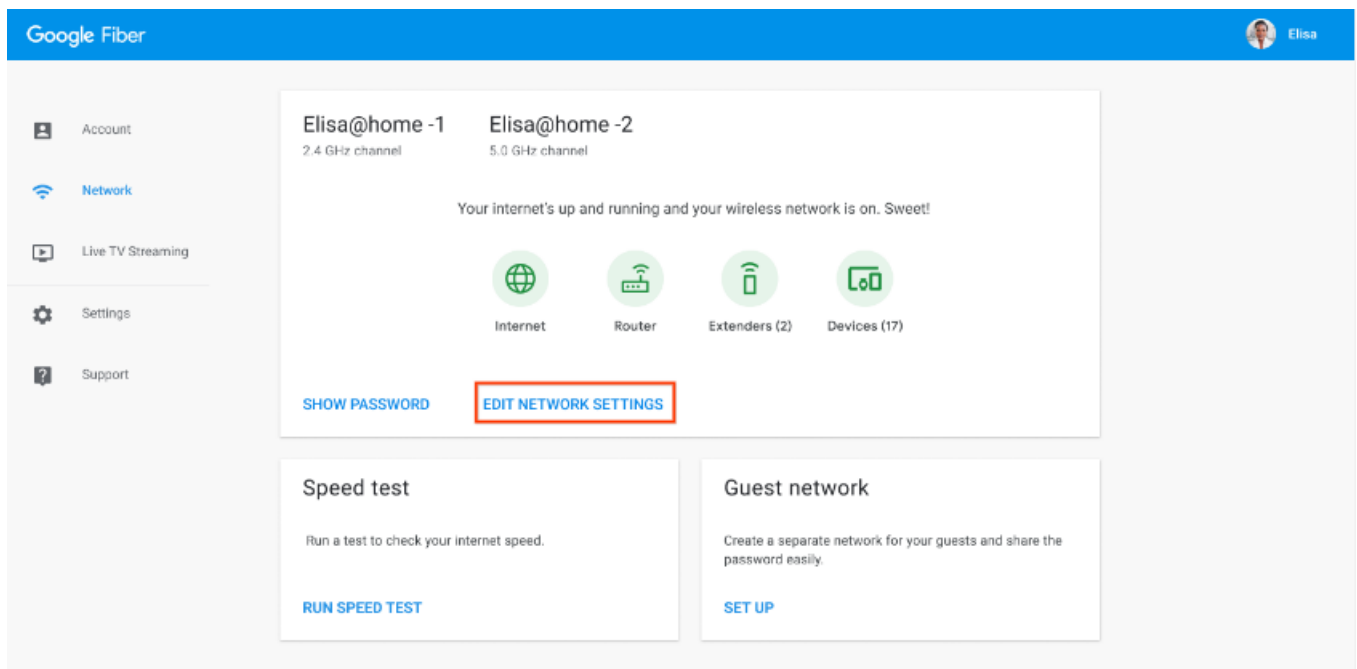 Google Fiber
Elisa
Account
Network
Live TV Streaming
Settings
Support
Elisa@home -1
2.4 GHz channel
Elisa@home -2
5.0 GHz channel
Your internet's up and running and your wireless network is on. Sweet!
Internet
Router
Extenders (2)
Devices (17)
SHOW PASSWORD
EDIT NETWORK SETTINGS
Speed test
Run a test to check your internet speed.
RUN SPEED TEST
Guest network
Create a separate network for your guests and share the
password easily.
SET UP